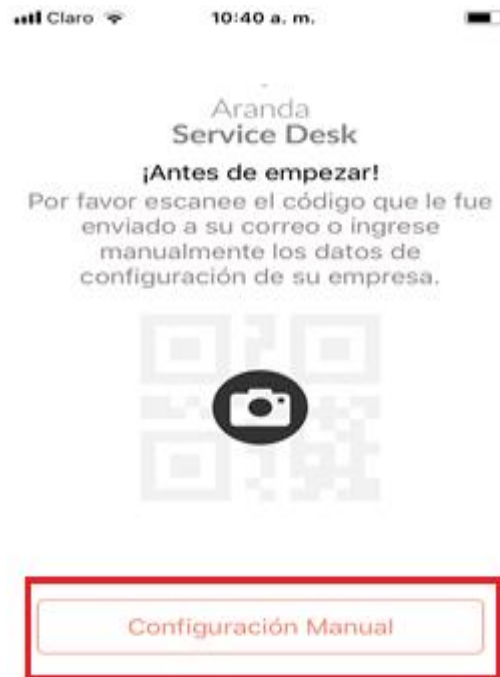 Claro 10:40 a. m.
Aranda
Service Desk
¡Antes de empezar!
Por favor escanee el código que le fue
enviado a su correo o ingrese
manualmente los datos de
configuración de su empresa.
Configuración Manual